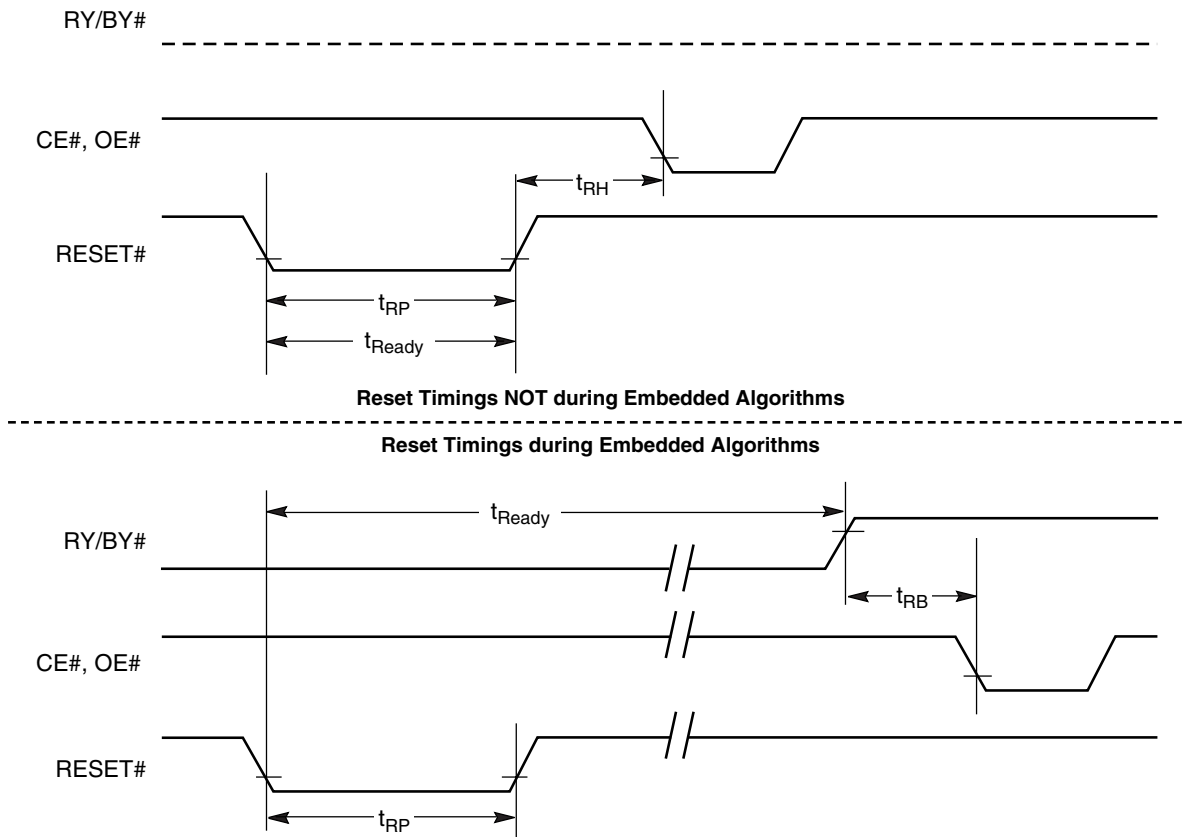 RY/BY#
CE#, OE#
tRH
RESET#
tRP
tReady
Reset Timings NOT during Embedded Algorithms
Reset Timings during Embedded Algorithms
tReady
RY/BY#
tRB
CE#, OE#
RESET#
tRP